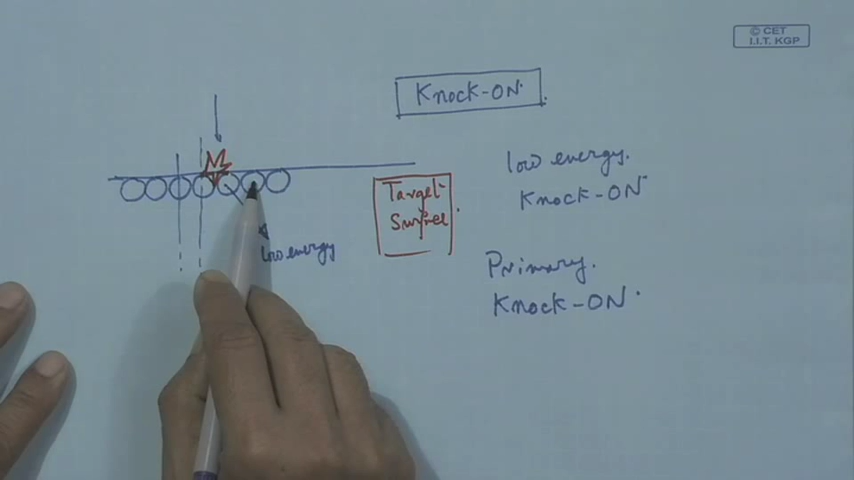 © CET
I.I.T. KGP
Knock-ON.
low energy.
Knock-ON
Target
Surface
low energy
Primary.
Knock-ON.